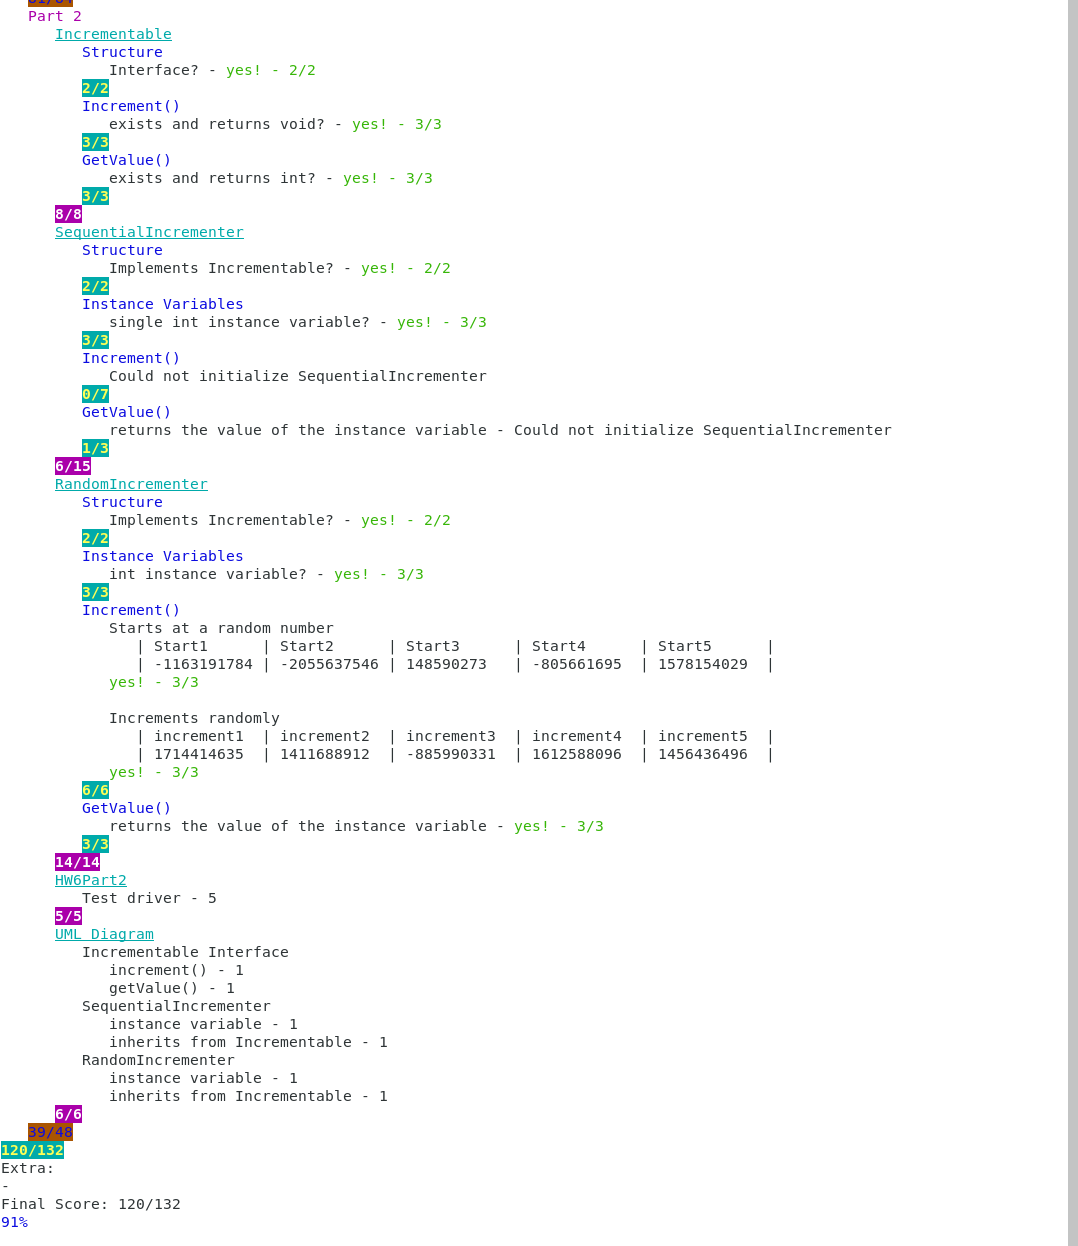 81/84
Part 2
Incrementable
Structure
Interface? - yes! - 2/2
2/2
Increment()
exists and returns void? - yes! - 3/3
3/3
GetValue()
exists and returns int? - yes! - 3/3
3/3
8/8
SequentialIncrementer
Structure
Implements Incrementable? - yes! - 2/2
2/2
Instance Variables
single int instance variable? - yes! - 3/3
3/3
Increment()
Could not initialize SequentialIncrementer
0/7
GetValue()
returns the value of the instance variable - Could not initialize SequentialIncrementer
1/3
6/15
RandomIncrementer
Structure
Implements Incrementable? - yes! - 2/2
2/2
Instance Variables
int instance variable? - yes! - 3/3
3/3
Increment()
Starts at a random number
| Start1 | Start2 | Start3 | Start4 | Start5 |
| -1163191784 | -2055637546 | 148590273 | -805661695 | 1578154029 |
yes! - 3/3
Increments randomly
| increment1 | increment2 | increment3 | increment4 | increment5 |
| 1714414635 | 1411688912 | -885990331 | 1612588096 | 1456436496 |
yes! - 3/3
6/6
GetValue()
returns the value of the instance variable - yes! - 3/3
3/3
14/14
HW6Part2
Test driver - 5
5/5
UML Diagram
Incrementable Interface
increment() - 1
getValue() - 1
SequentialIncrementer
instance variable - 1
inherits from Incrementable - 1
RandomIncrementer
instance variable - 1
inherits from Incrementable - 1
6/6
39/48
120/132
Extra:
-
Final Score: 120/132
91%